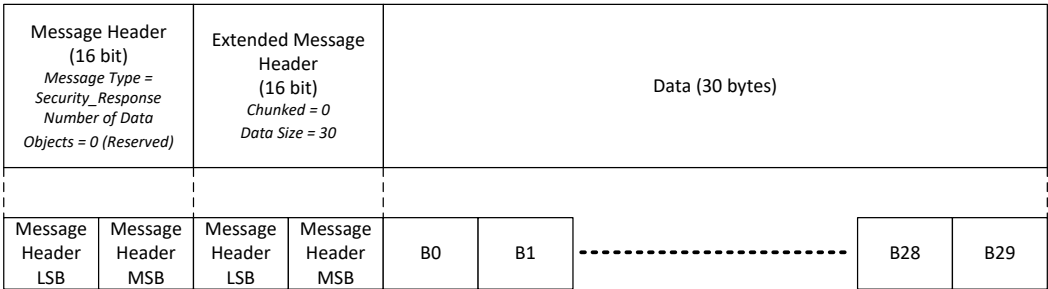 Message Header
(16 bit)
Message Type =
Security_Response
Number of Data
Objects = 0 (Reserved)
Extended Message
Header
(16 bit)
Chunked = 0
Data Size = 30
Data (30 bytes)
Message
Header
LSB
Message
Header
MSB
Message
Header
LSB
Message
Header
MSB
B0
B1
B28
B29